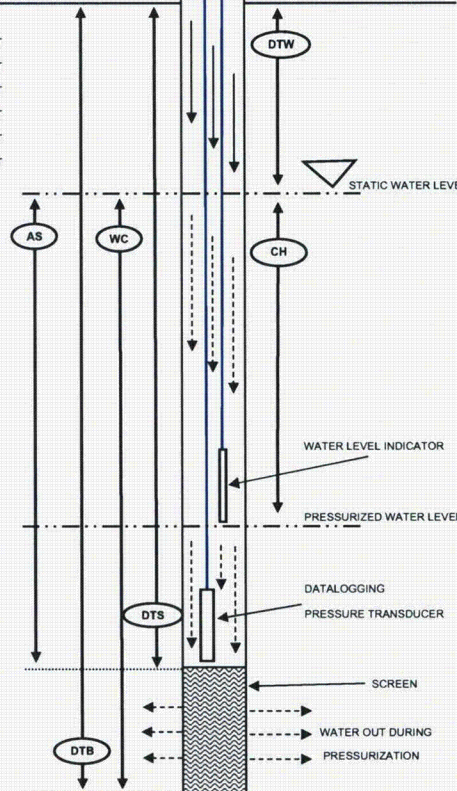 DTW
STATIC WATER LEVE
AS
WC
CH
WATER LEVEL INDICATOR
PRESSURIZED WATER LEVE
DATALOGGING
PRESSURE TRANSDUCER
DTS
SCREEN
WATER OUT DURING
PRESSURIZATION
DTB